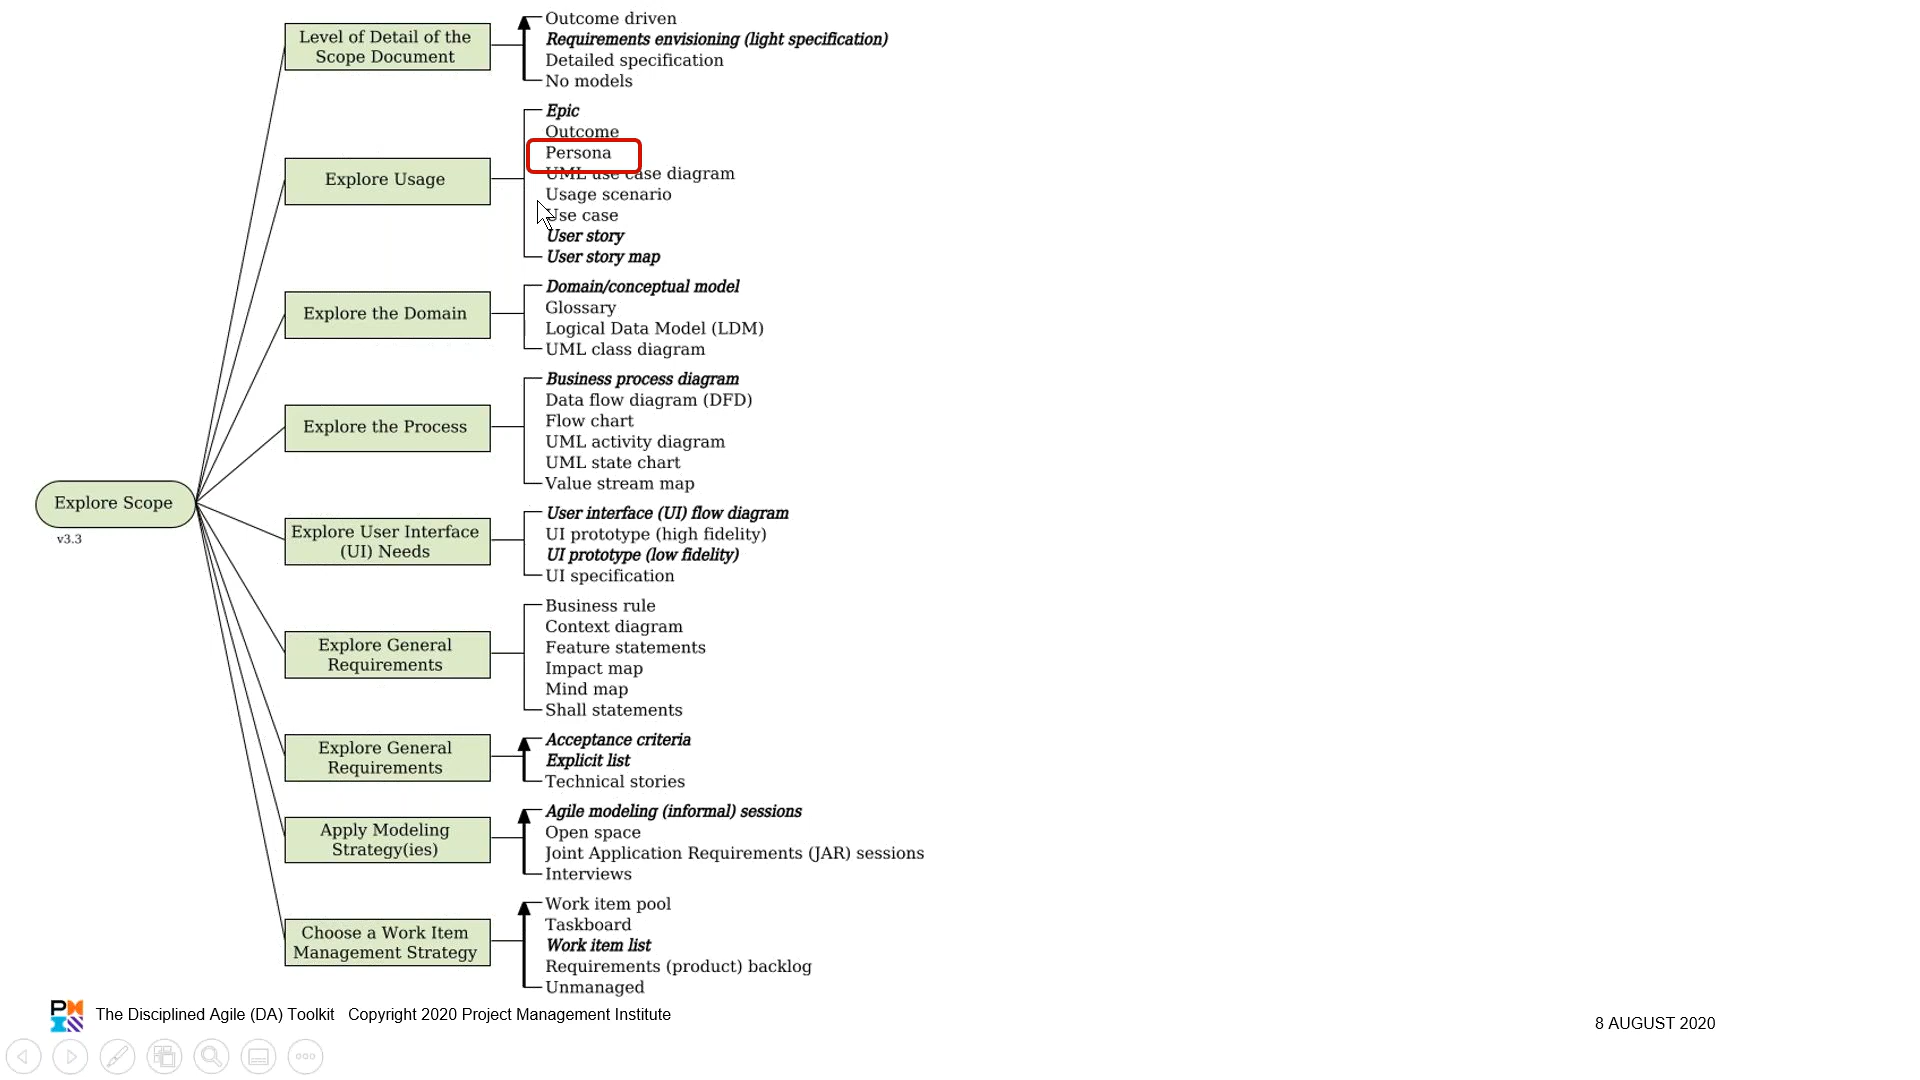 Level of Detail of the
Scope Document
Outcome driven
Requirements envisioning (light specification)
Detailed specification
No models
Explore Usage
Epic
Outcome
Persona
UML use case diagram
Usage scenario
Use case
User story
User story map
Explore the Domain
Domain/conceptual model
Glossary
Logical Data Model (LDM)
UML class diagram
Explore the Process
Business process diagram
Data flow diagram (DFD)
Flow chart
UML activity diagram
UML state chart
Value stream map
Explore Scope
v3.3
Explore User Interface
(UI) Needs
User interface (UI) flow diagram
UI prototype (high fidelity)
UI prototype (low fidelity)
UI specification
Explore General
Requirements
Business rule
Context diagram
Feature statements
Impact map
Mind map
Shall statements
Explore General
Requirements
Acceptance criteria
Explicit list
Technical stories
Apply Modeling
Strategy(ies)
Agile modeling (informal) sessions
Open space
Joint Application Requirements (JAR) sessions
Interviews
Choose a Work Item
Management Strategy
Work item pool
Taskboard
Work item list
Requirements (product) backlog
Unmanaged
The Disciplined Agile (DA) Toolkit Copyright 2020 Project Management Institute
8 AUGUST 2020